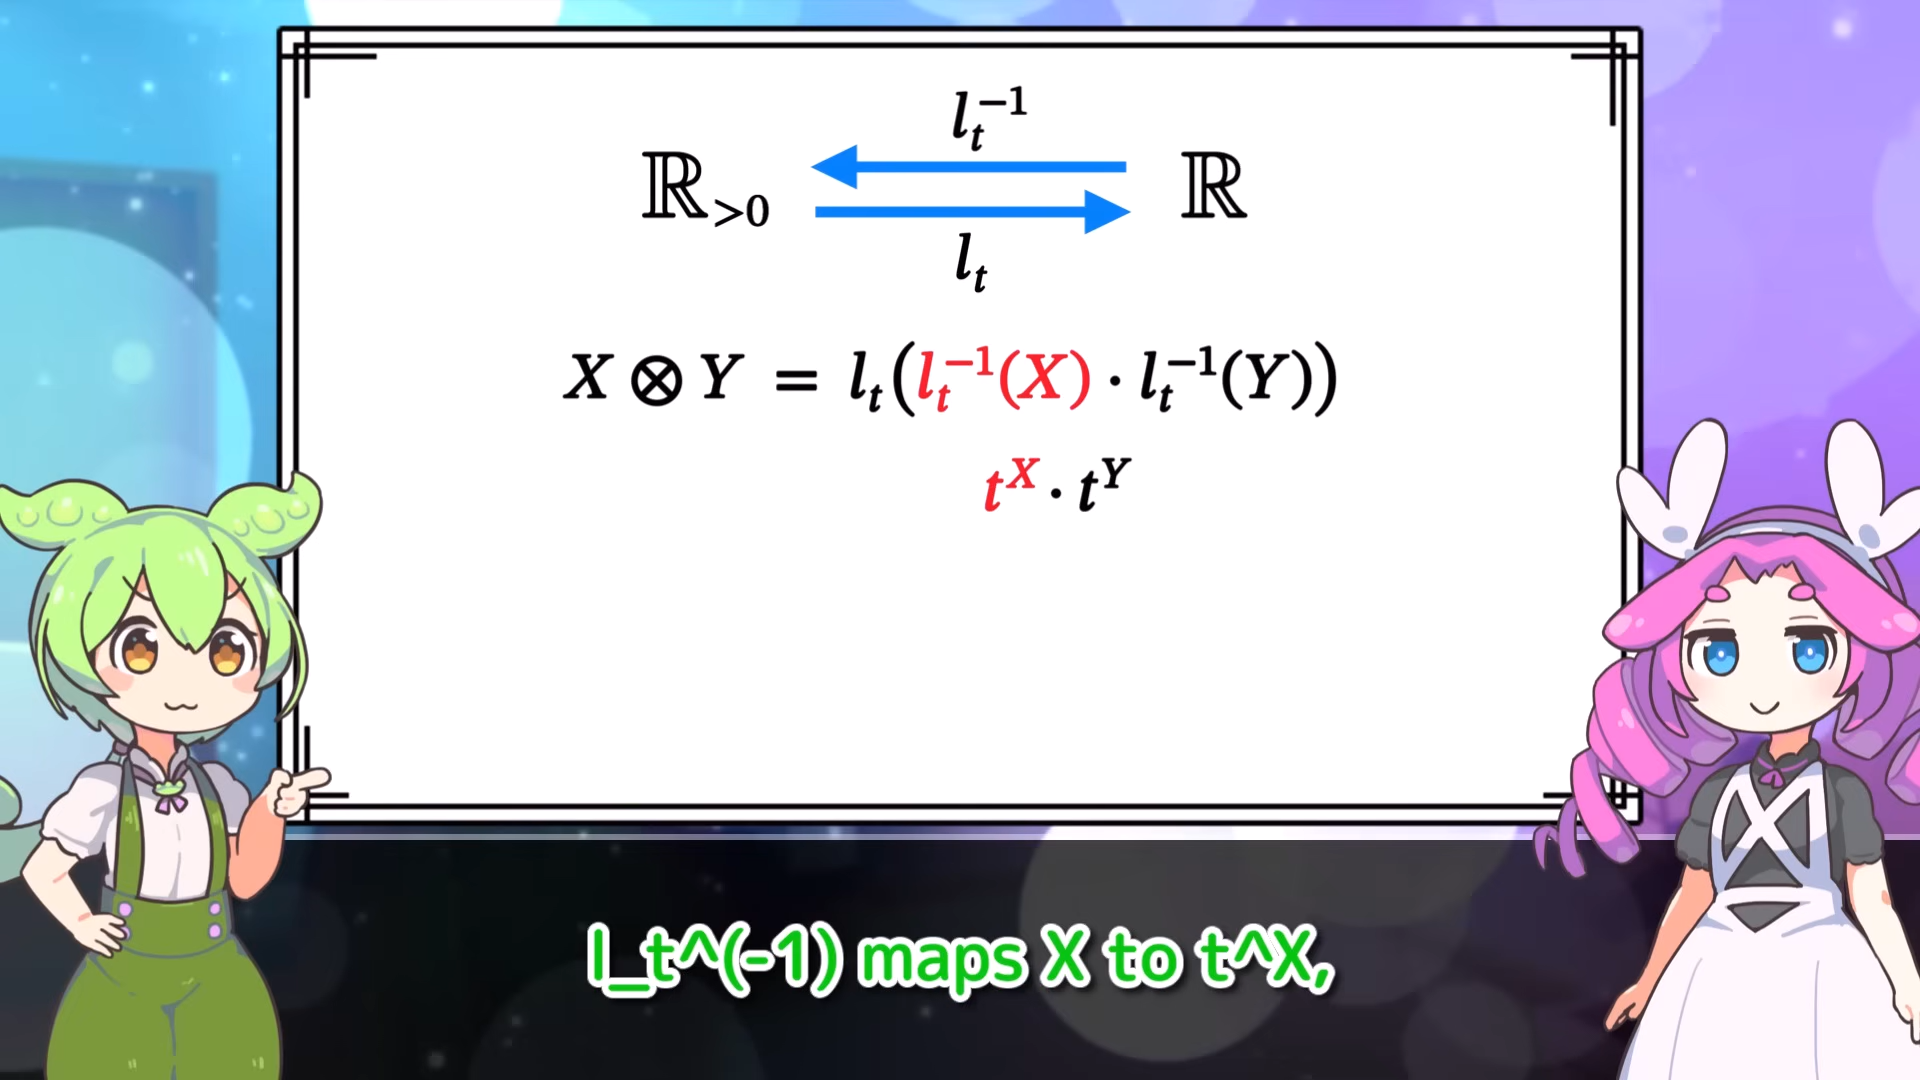 l_t^{-1}
ℝ_{>0} ℝ
l_t
X ⊗ Y = l_t(l_t^{-1}(X) · l_t^{-1}(Y))
t^X · t^Y
l_t^(-1) maps X to t^X,